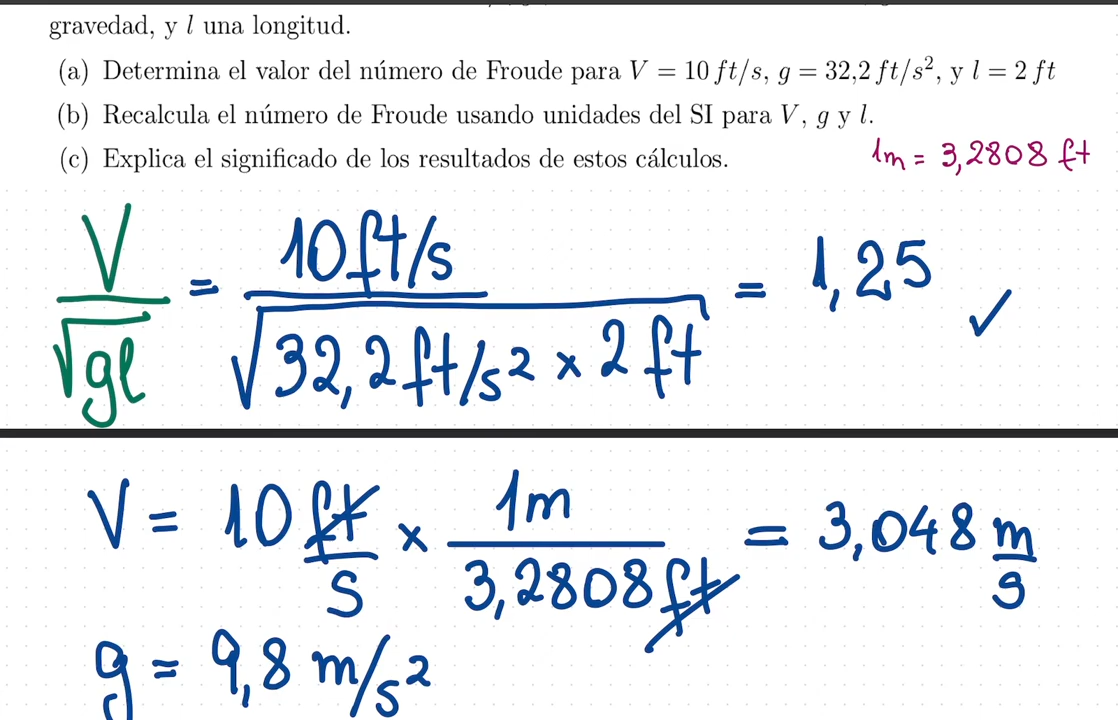 gravedad, y l una longitud.
(a) Determina el valor del número de Froude para V = 10 ft/s, g = 32,2 ft/s², y l = 2 ft
(b) Recalcula el número de Froude usando unidades del SI para V, g y l.
(c) Explica el significado de los resultados de estos cálculos.
1m = 3,2808 ft
V / √gl = 10 ft/s / √32,2 ft/s² × 2 ft = 1,25 ✓
V = 10 ft/s × 1m / 3,2808 ft = 3,048 m/s
g = 9,8 m/s²